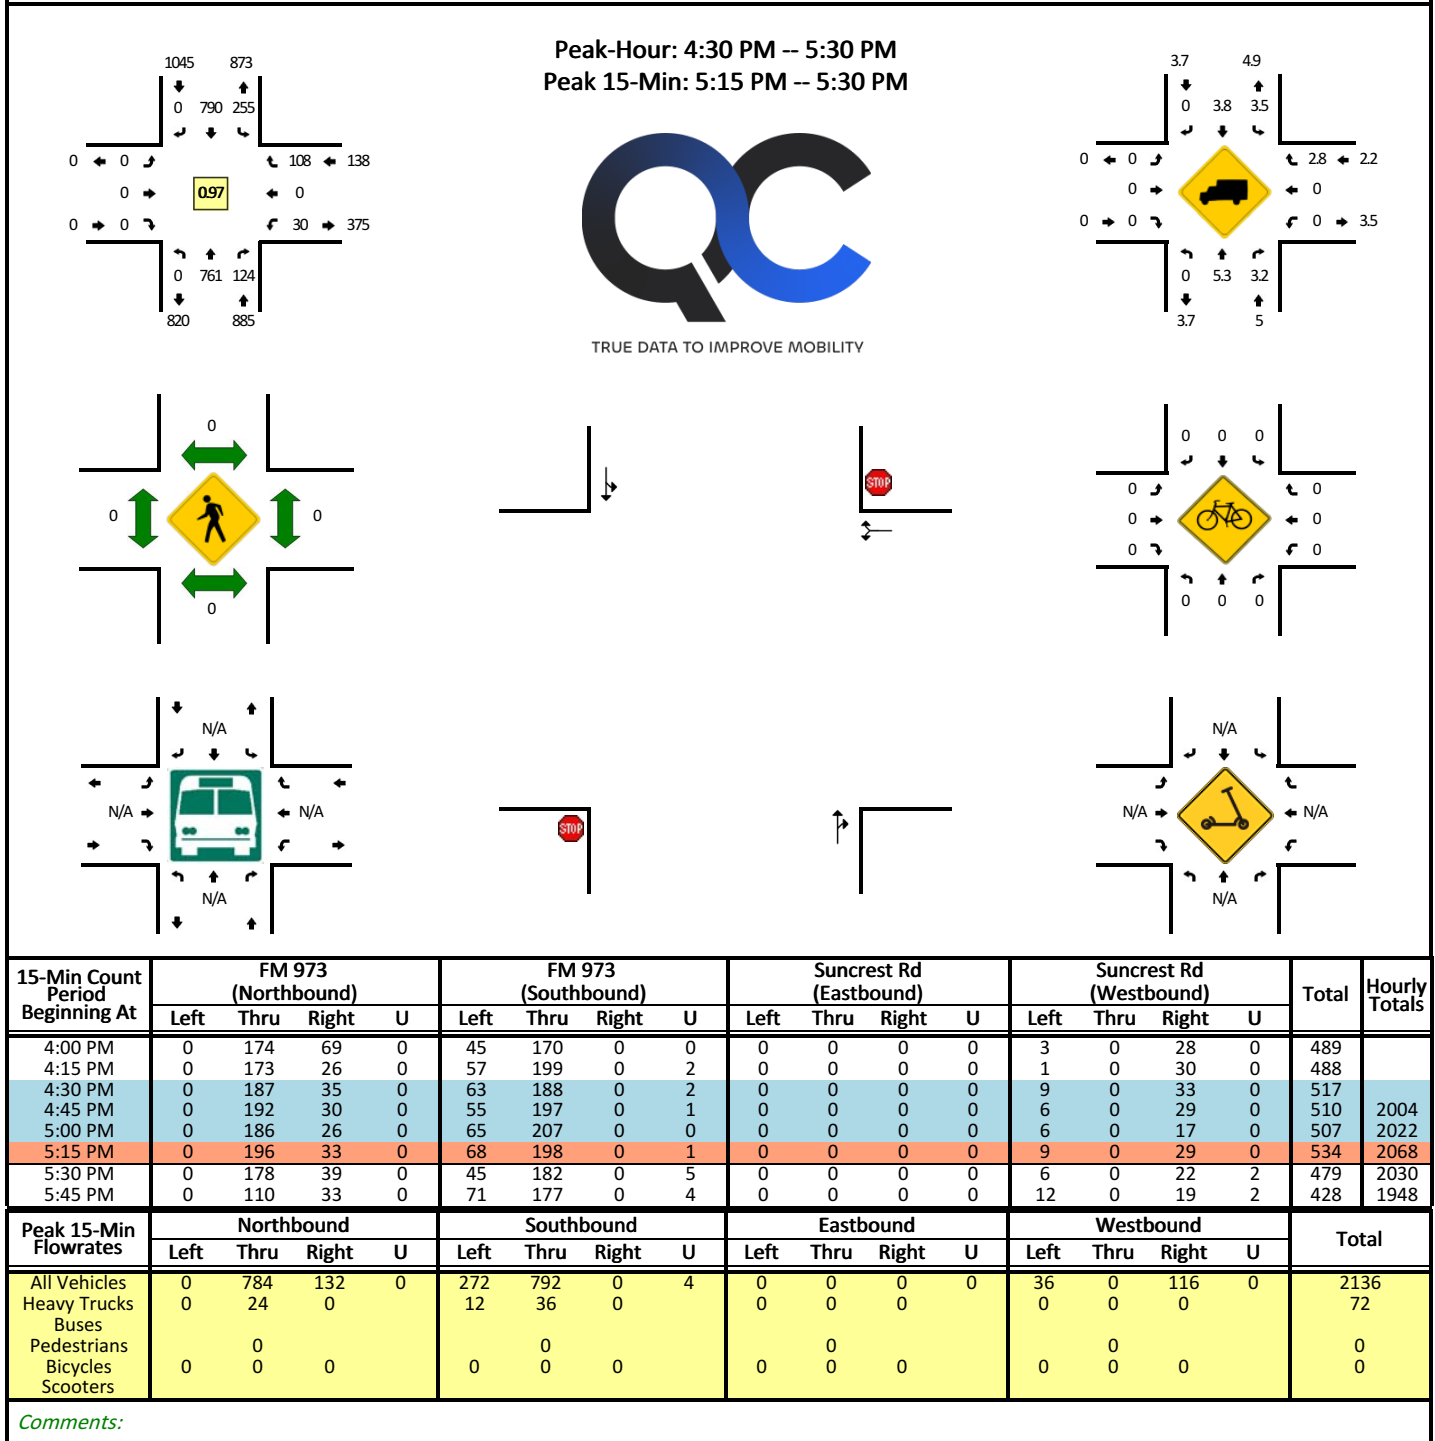 Peak-Hour: 4:30 PM -- 5:30 PM
Peak 15-Min: 5:15 PM -- 5:30 PM
1045 873
0 790 255
0 0 108 138
0 0.97 0
0 0 30 375
0 761 124
820 885
QC
TRUE DATA TO IMPROVE MOBILITY
3.7 4.9
0 3.8 3.5
0 0 2.8 2.2
0 0
0 0 0 3.5
0 5.3 3.2
3.7 5
0
0 0
0
STOP
STOP
0 0 0
0 0
0 0
0 0
0 0 0
N/A
N/A N/A
N/A
N/A
N/A N/A
N/A
15-Min Count Period Beginning At FM 973 (Northbound) FM 973 (Southbound) Suncrest Rd (Eastbound) Suncrest Rd (Westbound) Total Hourly Totals
Left Thru Right U Left Thru Right U Left Thru Right U Left Thru Right U
4:00 PM 0 174 69 0 45 170 0 0 0 0 0 0 3 0 28 0 489
4:15 PM 0 173 26 0 57 199 0 2 0 0 0 0 1 0 30 0 488
4:30 PM 0 187 35 0 63 188 0 2 0 0 0 0 9 0 33 0 517
4:45 PM 0 192 30 0 55 197 0 1 0 0 0 0 6 0 29 0 510 2004
5:00 PM 0 186 26 0 65 207 0 0 0 0 0 0 6 0 17 0 507 2022
5:15 PM 0 196 33 0 68 198 0 1 0 0 0 0 9 0 29 0 534 2068
5:30 PM 0 178 39 0 45 182 0 5 0 0 0 0 6 0 22 2 479 2030
5:45 PM 0 110 33 0 71 177 0 4 0 0 0 0 12 0 19 2 428 1948
Peak 15-Min Flowrates Northbound Southbound Eastbound Westbound Total
Left Thru Right U Left Thru Right U Left Thru Right U Left Thru Right U
All Vehicles 0 784 132 0 272 792 0 4 0 0 0 0 36 0 116 0 2136
Heavy Trucks 0 24 0 12 36 0 0 0 0 0 0 0 72
Buses
Pedestrians 0 0 0 0 0
Bicycles 0 0 0 0 0 0 0 0 0 0 0 0 0
Scooters
Comments: